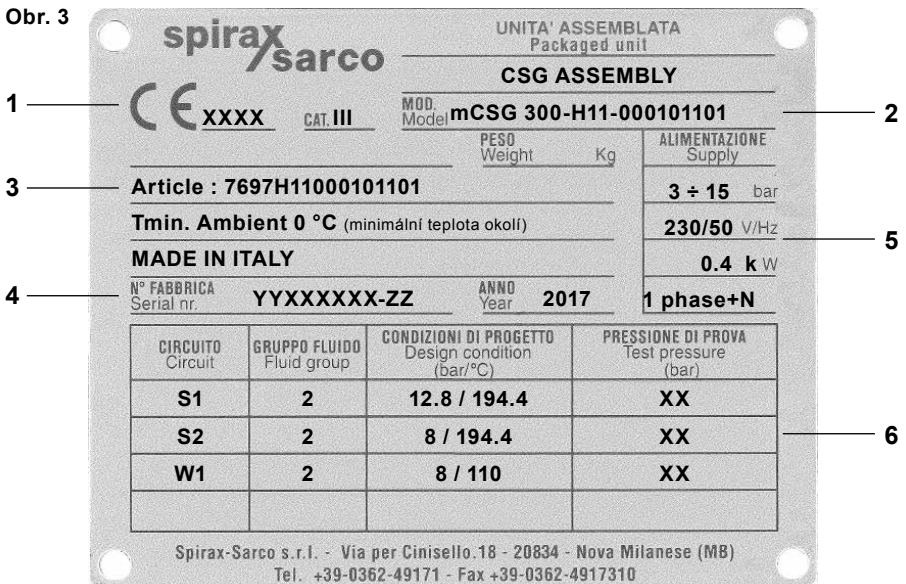 Obr. 3
spirax
sarco
UNITA' ASSEMBLATA
Packaged unit
CSG ASSEMBLY
1
CE XXXX CAT. III
MOD.
Model mCSG 300-H11-000101101
2
PESO
Weight Kg
ALIMENTAZIONE
Supply
3
Article : 7697H11000101101
3 ÷ 15 bar
Tmin. Ambient 0 °C (minimální teplota okolí)
230/50 V/Hz
5
MADE IN ITALY
0.4 k W
4
N° FABBRICA
Serial nr. YYXXXXXX-ZZ
ANNO
Year 2017
1 phase+N
CIRCUITO
Circuit
GRUPPO FLUIDO
Fluid group
CONDIZIONI DI PROGETTO
Design condition
(bar/°C)
PRESSIONE DI PROVA
Test pressure
(bar)
S1 2 12.8 / 194.4 XX
S2 2 8 / 194.4 XX
6
W1 2 8 / 110 XX
Spirax-Sarco s.r.l. - Via per Cinisello.18 - 20834 - Nova Milanese (MB)
Tel. +39-0362-49171 - Fax +39-0362-4917310